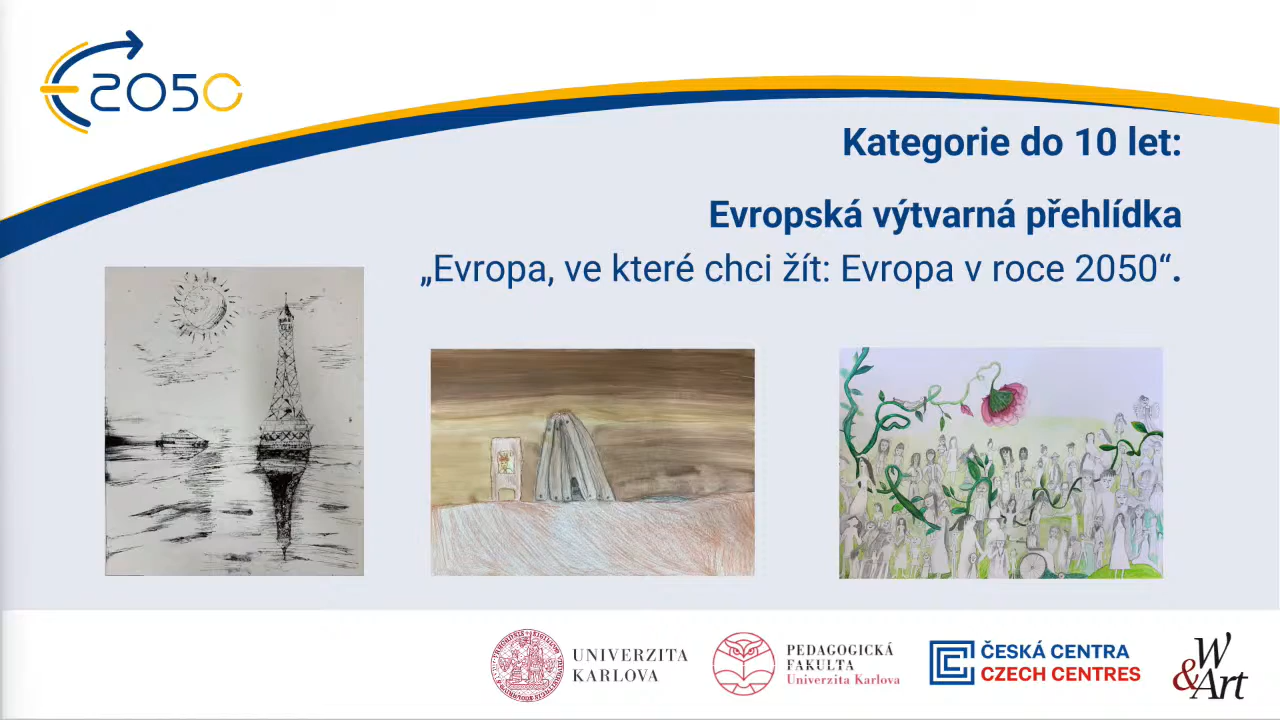 2050
Kategorie do 10 let:
Evropská výtvarná přehlídka
„Evropa, ve které chci žít: Evropa v roce 2050“.
UNIVERZITA
KARLOVA
PEDAGOGICKÁ
FAKULTA
Univerzita Karlova
ČESKÁ CENTRA
CZECH CENTRES
W
&Art